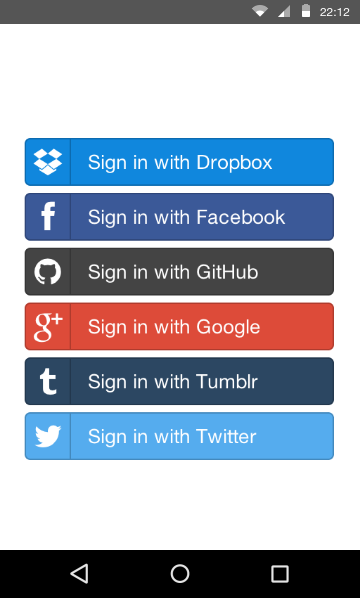 22:12
Sign in with Dropbox
Sign in with Facebook
Sign in with GitHub
Sign in with Google
Sign in with Tumblr
Sign in with Twitter